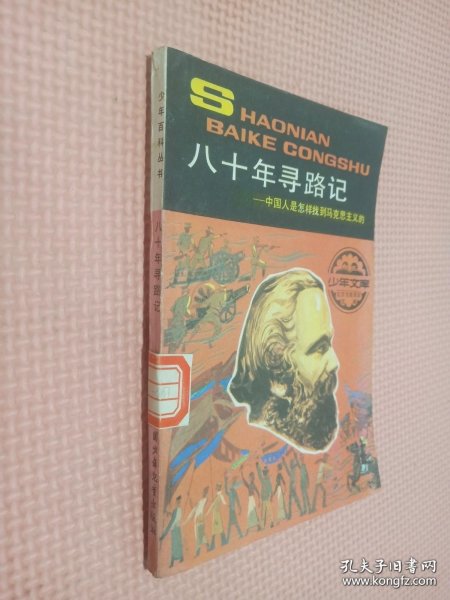 SHAONIAN
BAIKE CONGSHU
八十年寻路记
——中国人是怎样找到马克思主义的
少年文库
少年百科丛书
八十年寻路记
孔夫子旧书网
www.kongfz.com